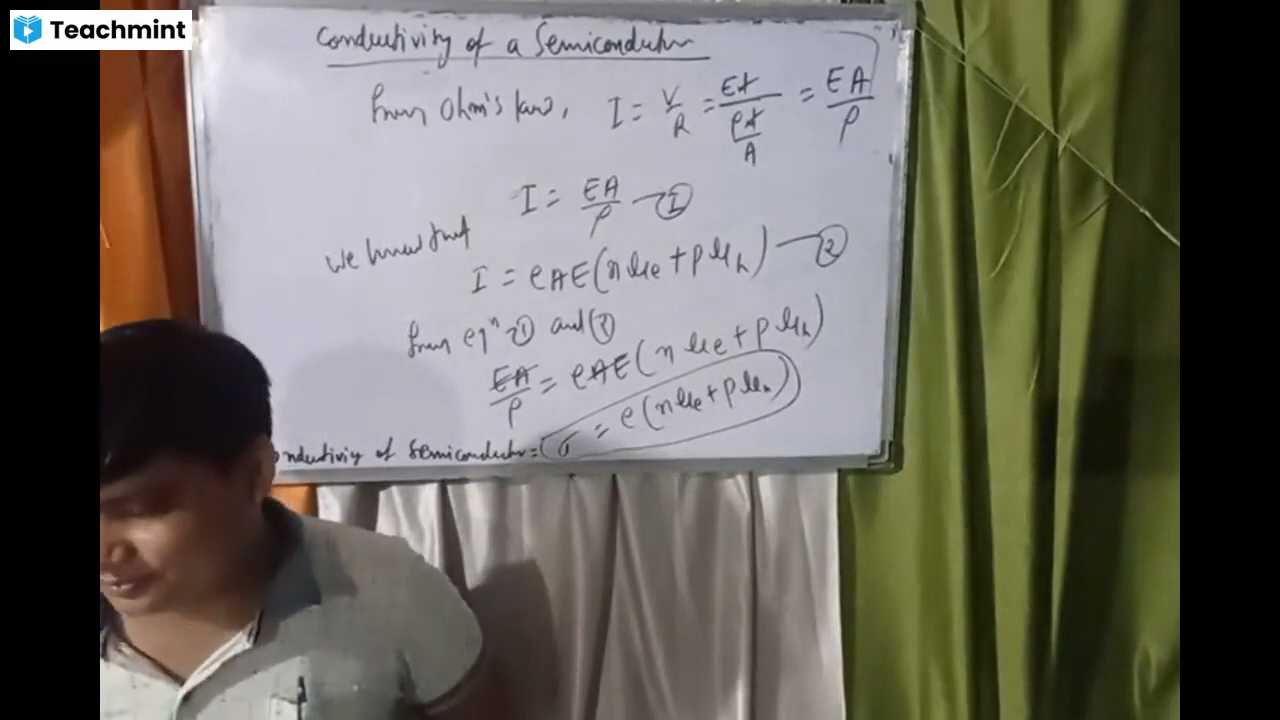 Teachmint
Conductivity of a Semiconductor
from Ohm's law, I = V/R = El/(ρl/A) = EA/ρ
I = EA/ρ —①
we know that
I = eAE(nμe + pμh) —②
from eqⁿ ① and ②
EA/ρ = eAE(nμe + pμh)
onductivity of Semiconductor = σ = e(nμe + pμh)